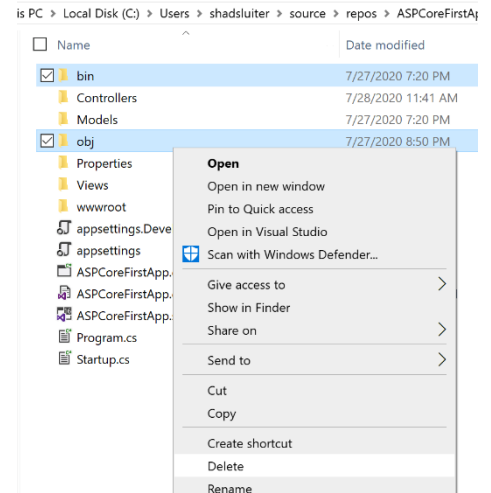 is PC > Local Disk (C:) > Users > shadsluiter > source > repos > ASPCoreFirstAp
Name Date modified
bin 7/27/2020 7:20 PM
Controllers 7/28/2020 11:41 AM
Models 7/27/2020 7:20 PM
obj 7/27/2020 8:50 PM
Properties
Views
wwwroot
appsettings.Deve
appsettings
ASPCoreFirstApp.
ASPCoreFirstApp.
ASPCoreFirstApp.
Program.cs
Startup.cs
Open
Open in new window
Pin to Quick access
Open in Visual Studio
Scan with Windows Defender...
Give access to >
Show in Finder
Share on >
Send to >
Cut
Copy
Create shortcut
Delete
Rename